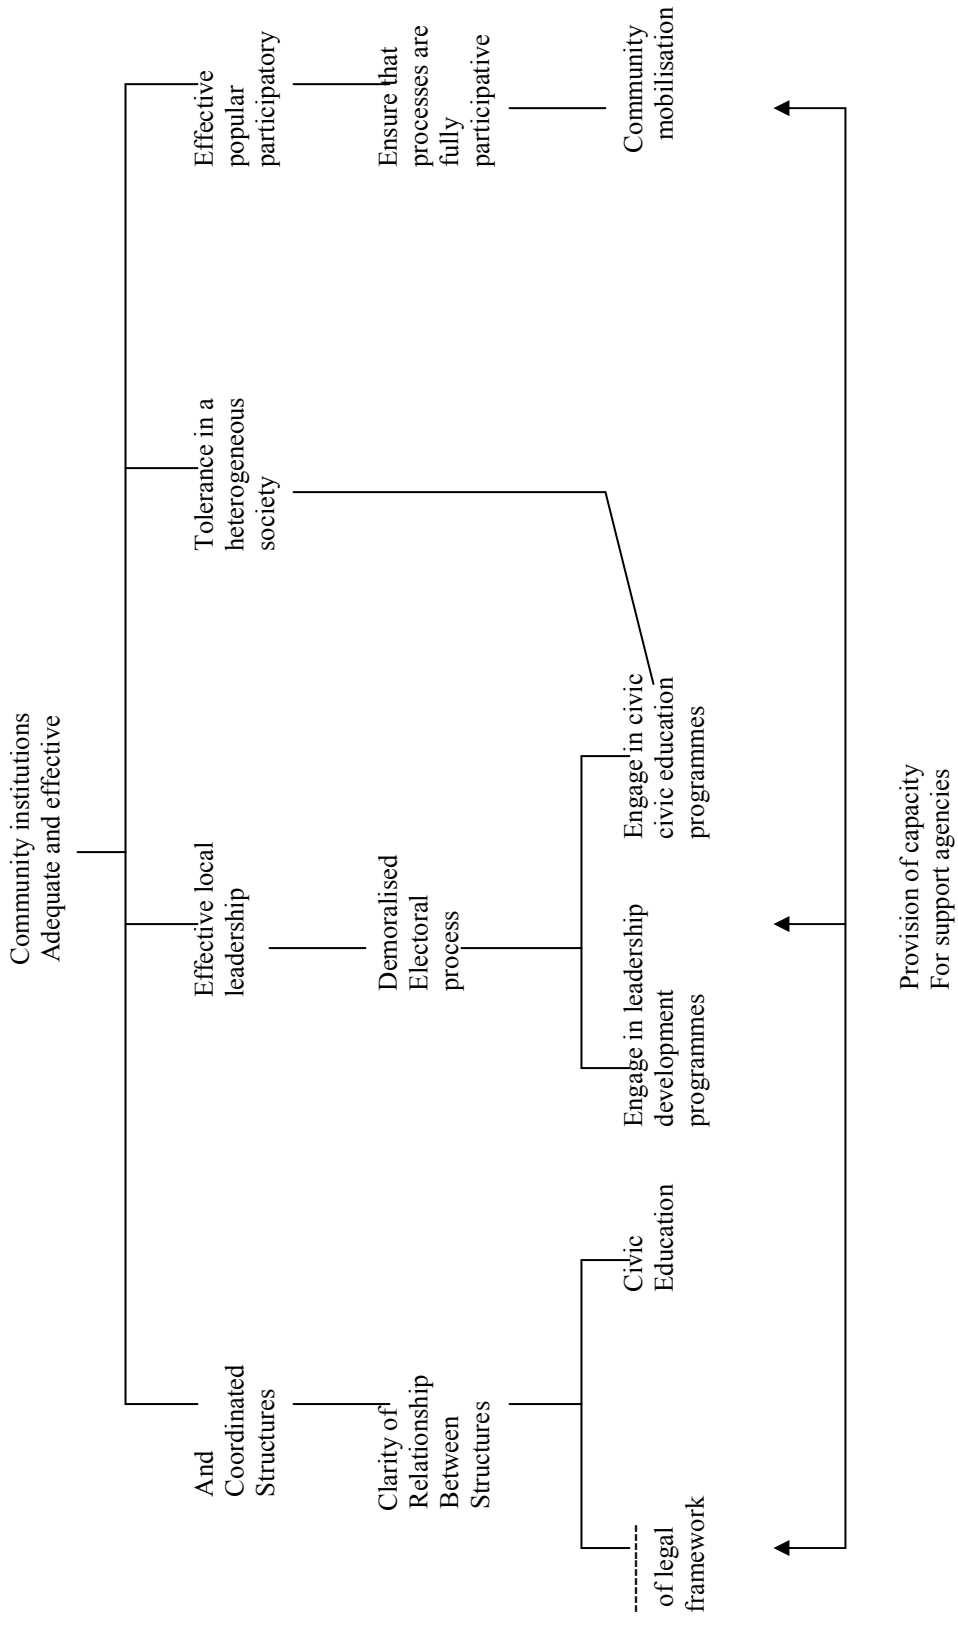 Community institutions
Adequate and effective
And
Coordinated
Structures
Effective local
leadership
Tolerance in a
heterogeneous
society
Effective
popular
participatory
Clarity of
Relationship
Between
Structures
Demoralised
Electoral
process
Ensure that
processes are
fully
participative
---------
of legal
framework
Civic
Education
Engage in leadership
development
programmes
Engage in civic
civic education
programmes
Community
mobilisation
Provision of capacity
For support agencies